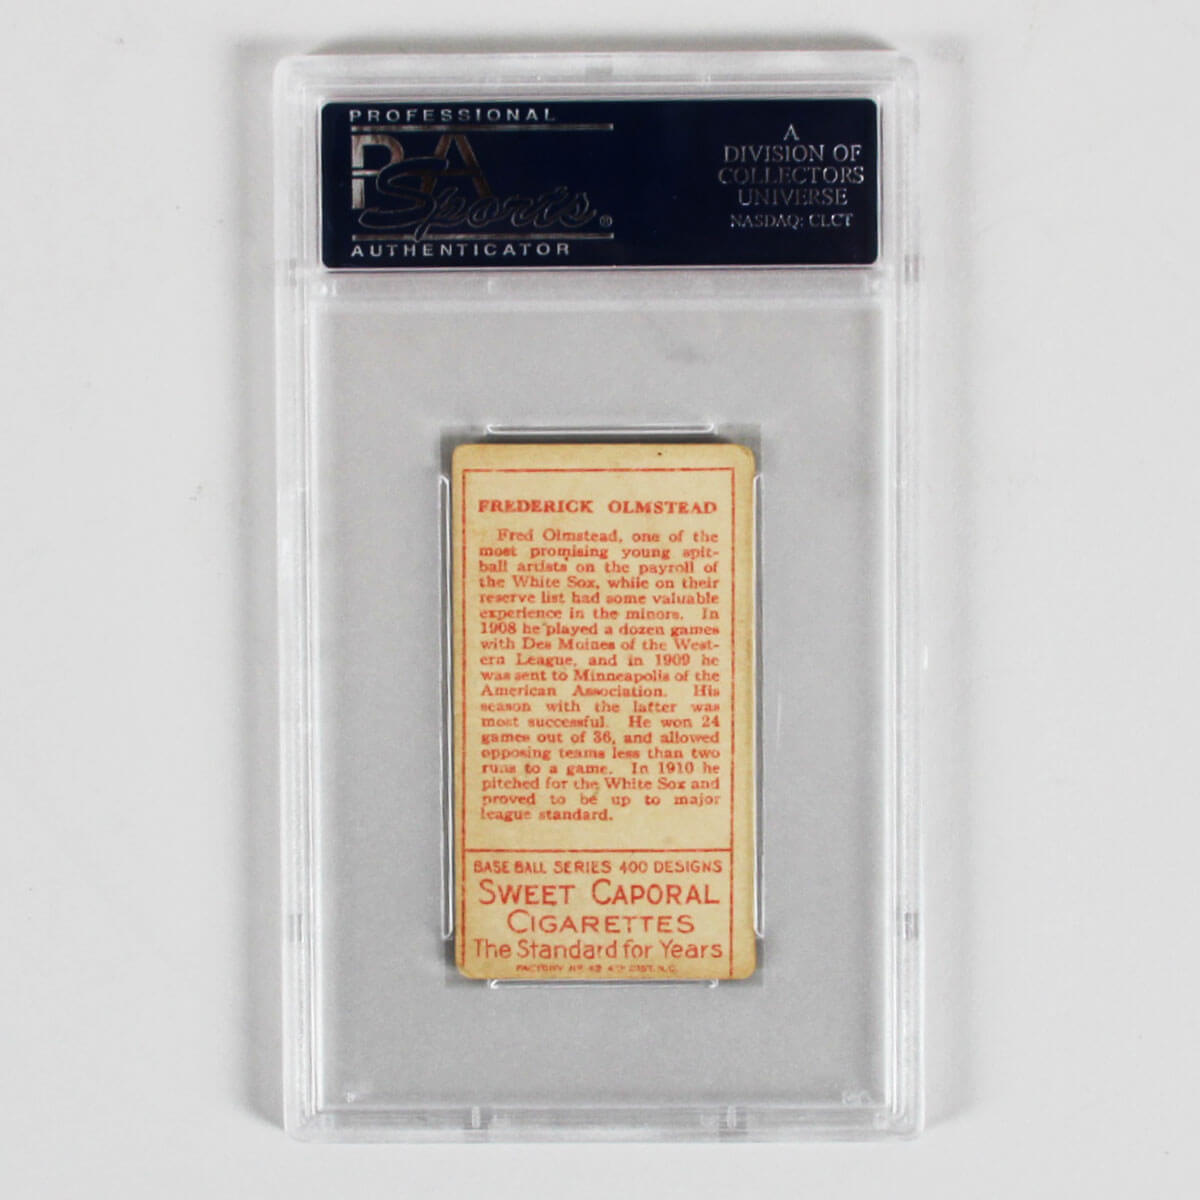 PROFESSIONAL
PSA
Sports®
AUTHENTICATOR
A
DIVISION OF
COLLECTORS
UNIVERSE
NASDAQ: CLCT
FREDERICK OLMSTEAD
Fred Olmstead, one of the
most promising young spit-
ball artists on the payroll of
the White Sox, while on their
reserve list had some valuable
experience in the minors. In
1908 he played a dozen games
with Des Moines of the West-
ern League, and in 1909 he
was sent to Minneapolis of the
American Association. His
season with the latter was
most successful. He won 24
games out of 36, and allowed
opposing teams less than two
runs to a game. In 1910 he
pitched for the White Sox and
proved to be up to major
league standard.
BASE BALL SERIES 400 DESIGNS
SWEET CAPORAL
CIGARETTES
The Standard for Years
FACTORY Nº 42 4TH DIST. N.C.